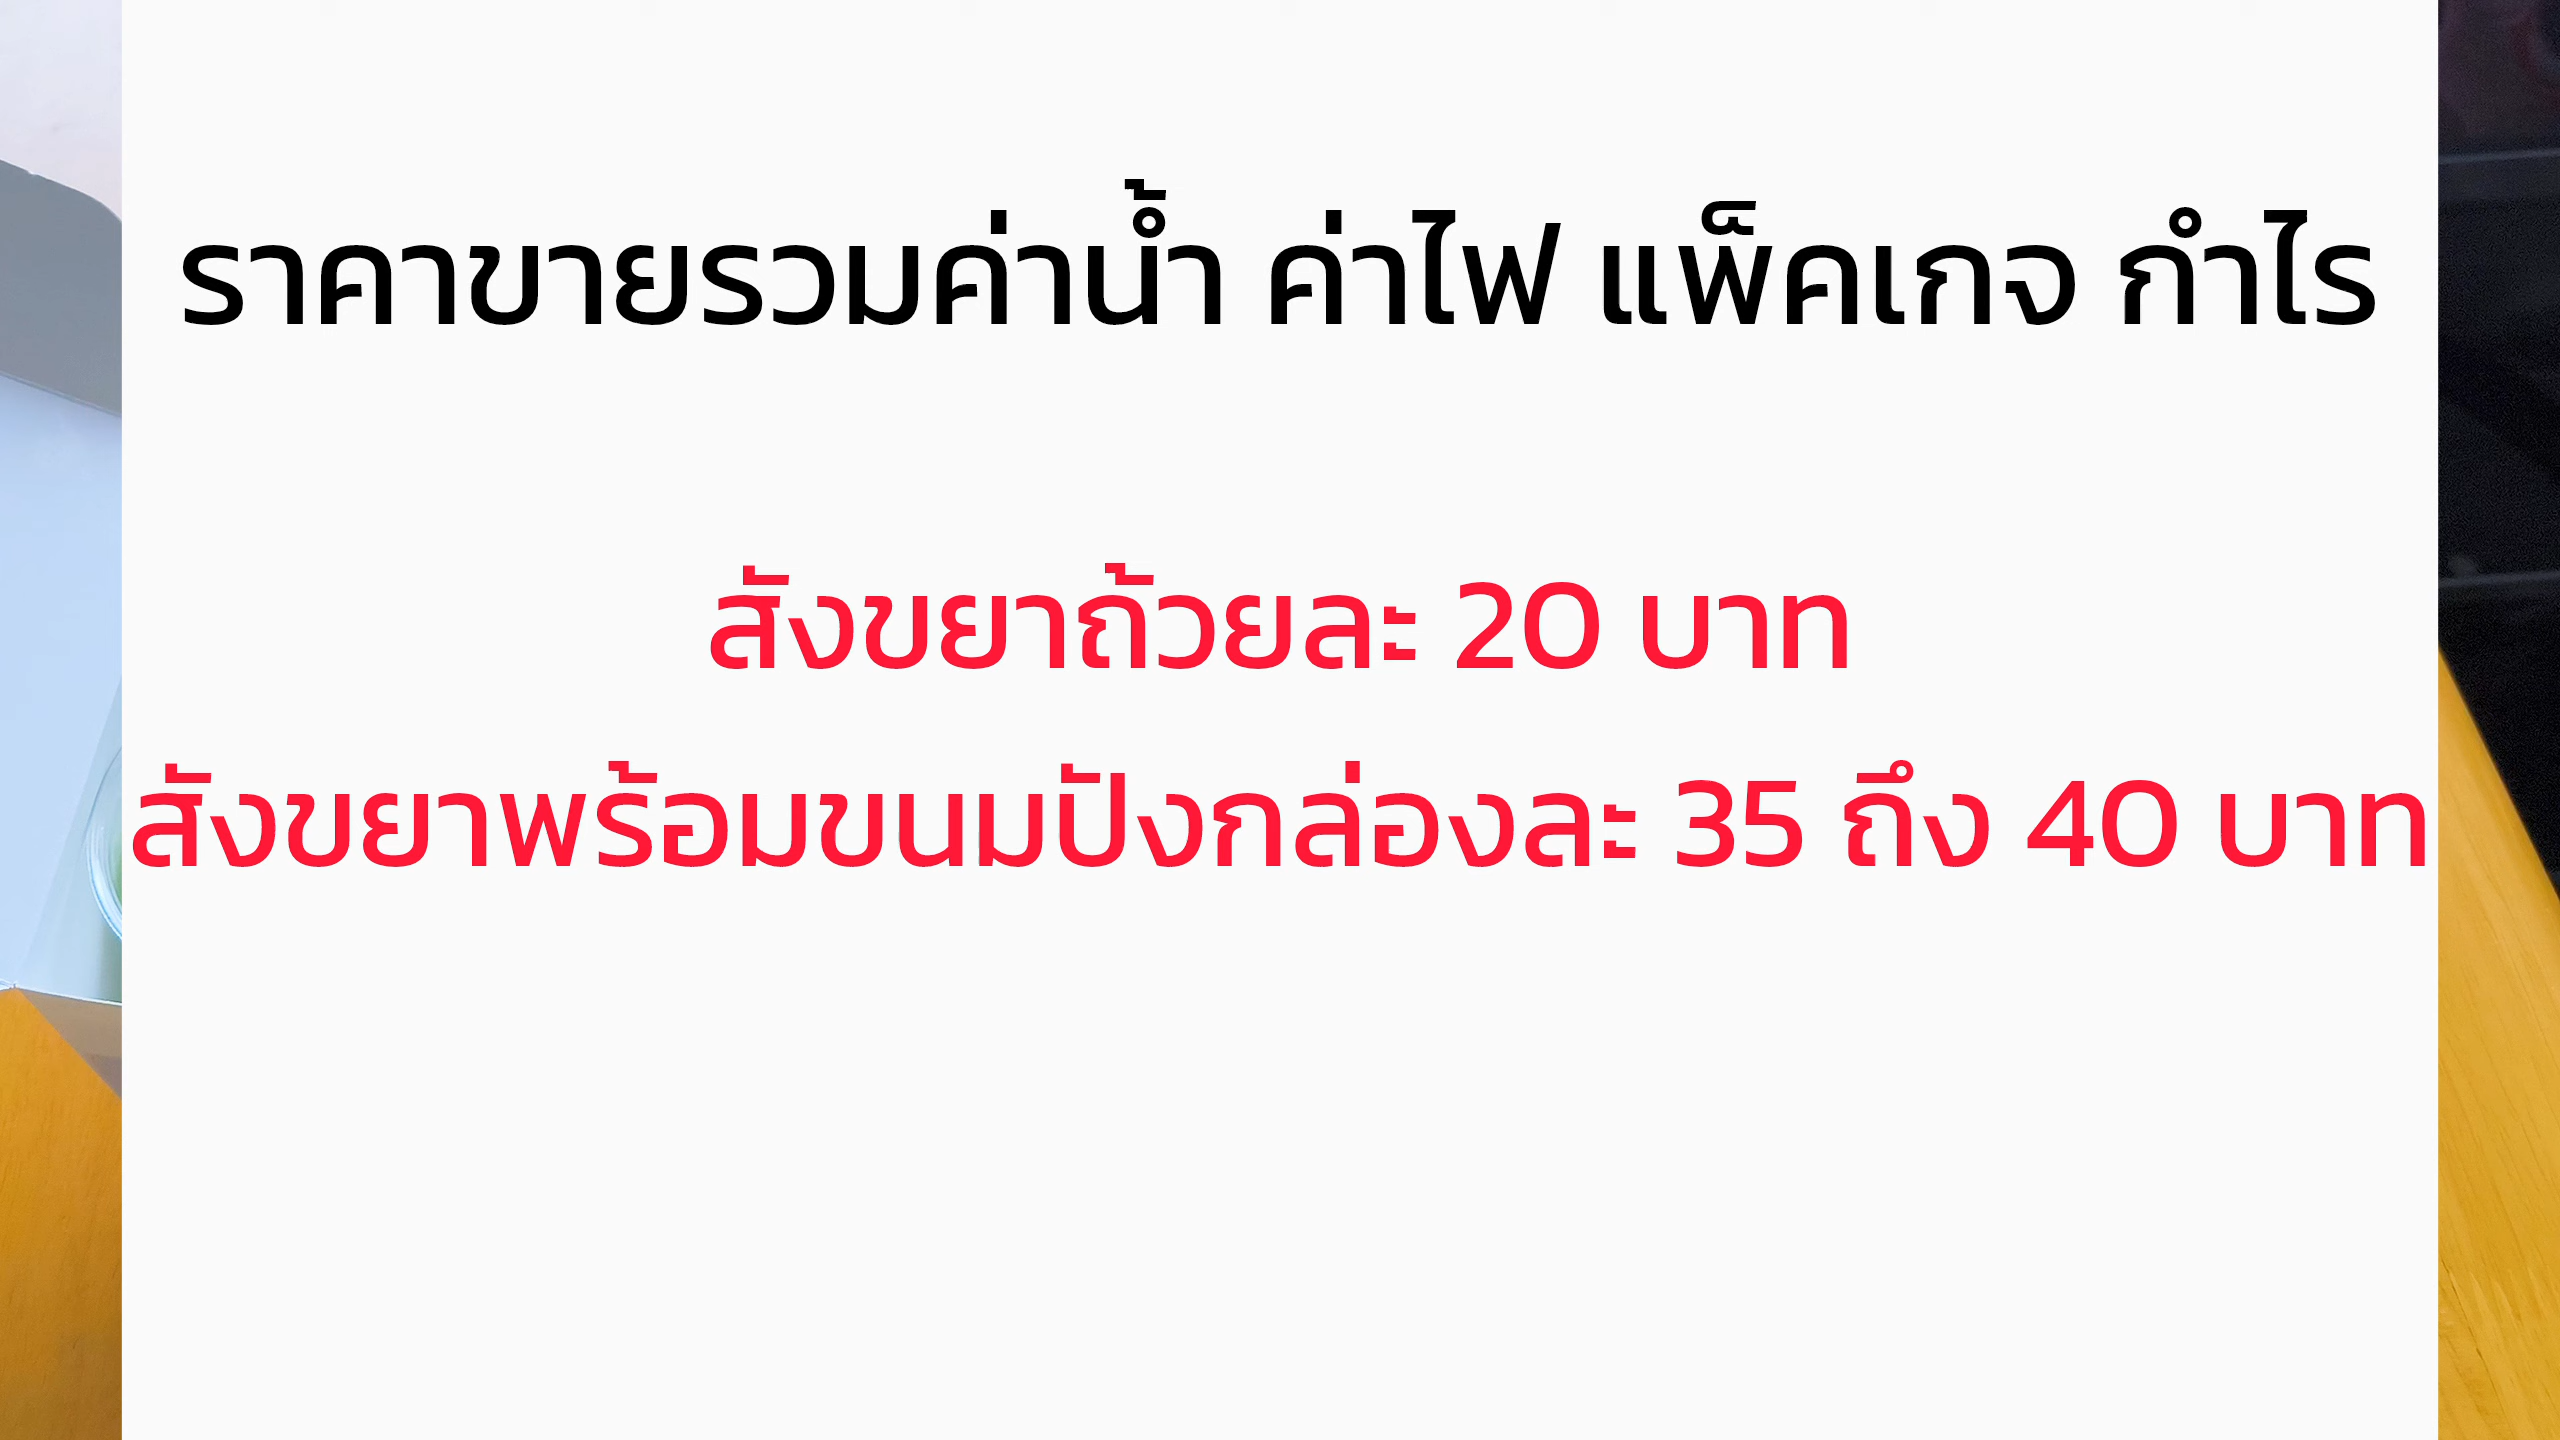 ราคาขายรวมค่าน้ำ ค่าไฟ แพ็คเกจ กำไร
สังขยาถ้วยละ 20 บาท
สังขยาพร้อมขนมปังกล่องละ 35 ถึง 40 บาท